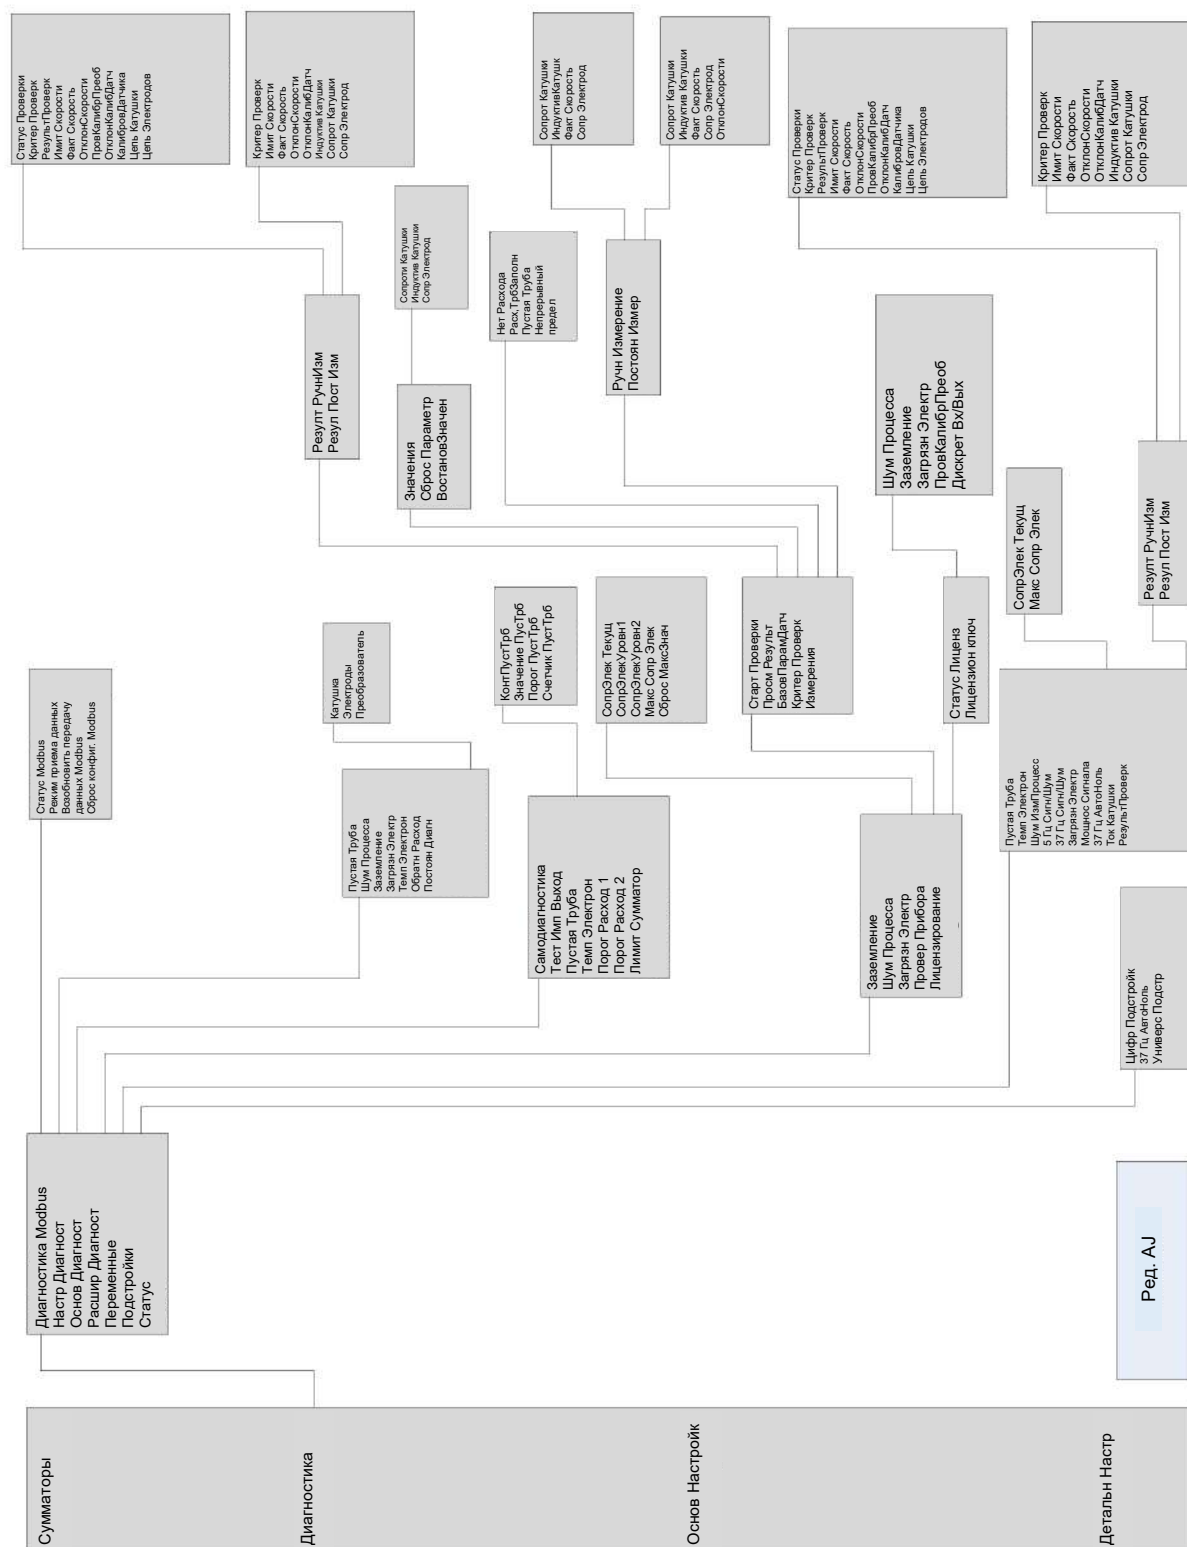 Сумматоры
Диагностика
Основ Настройк
Детальн Настр
Диагностика Modbus
Настр Диагност
Основ Диагност
Расшир Диагност
Переменные
Подстройки
Статус
Ред. AJ
Статус Modbus
Режим приема данных
Возобновить передачу
данных Modbus
Сброс конфиг. Modbus
Пустая Труба
Шум Процесса
Заземление
Загрязн Электр
Темп Электрон
Обратн Расход
Постоян Диагн
Катушка
Электроды
Преобразователь
Самодиагностика
Тест Имп Выход
Пустая Труба
Темп Электрон
Порог Расход 1
Порог Расход 2
Лимит Сумматор
КонтПустТрб
Значение ПусТрб
Порог ПустТрб
Счетчик ПустТрб
Заземление
Шум Процесса
Загрязн Электр
Провер Прибора
Лицензирование
СопрЭлек Текущ
СопрЭлекУровн1
СопрЭлекУровн2
Макс Сопр Элек
Сброс МаксЗнач
Старт Проверки
Просм Результ
БазовПарамДатч
Критер Проверк
Измерения
Статус Лиценз
Лицензион ключ
Шум Процесса
Заземление
Загрязн Электр
ПровКалибрПреоб
Дискрет Вх/Вых
Резулт РучнИзм
Резул Пост Изм
Статус Проверки
Критер Проверк
РезультПроверк
Имит Скорости
Факт Скорость
ОтклонСкорости
ПровКалибрПреоб
ОтклонКалибДатч
КалибровДатчика
Цепь Катушки
Цепь Электродов
Критер Проверк
Имит Скорости
Факт Скорость
ОтклонСкорости
ОтклонКалибДатч
Индуктив Катушки
Сопрот Катушки
Сопр Электрод
Значения
Сброс Параметр
ВостановЗначен
Сопроти Катушки
Индуктив Катушки
Сопр Электрод
Нет Расхода
Расх,ТрбЗаполн
Пустая Труба
Непрерывный
предел
Ручн Измерение
Постоян Измер
Сопрот Катушки
ИндуктивКатушк
Факт Скорость
Сопр Электрод
Сопрот Катушки
Индуктив Катушки
Факт Скорость
Сопр Электрод
ОтклонСкорости
Пустая Труба
Темп Электрон
Шум ИзмПроцесс
5 Гц Сигн/Шум
37 Гц Сигн/Шум
Загрязн Электр
Мощнос Сигнала
37 Гц АвтоНоль
Ток Катушки
РезультПроверк
СопрЭлек Текущ
Макс Сопр Элек
Резулт РучнИзм
Резул Пост Изм
Статус Проверки
Критер Проверк
РезультПроверк
Имит Скорости
Факт Скорость
ОтклонСкорости
ПровКалибрПреоб
ОтклонКалибДатч
КалибровДатчика
Цепь Катушки
Цепь Электродов
Критер Проверк
Имит Скорости
Факт Скорость
ОтклонСкорости
ОтклонКалибДатч
Индуктив Катушки
Сопрот Катушки
Сопр Электрод
Цифр Подстройк
37 Гц АвтоНоль
Универс Подстр